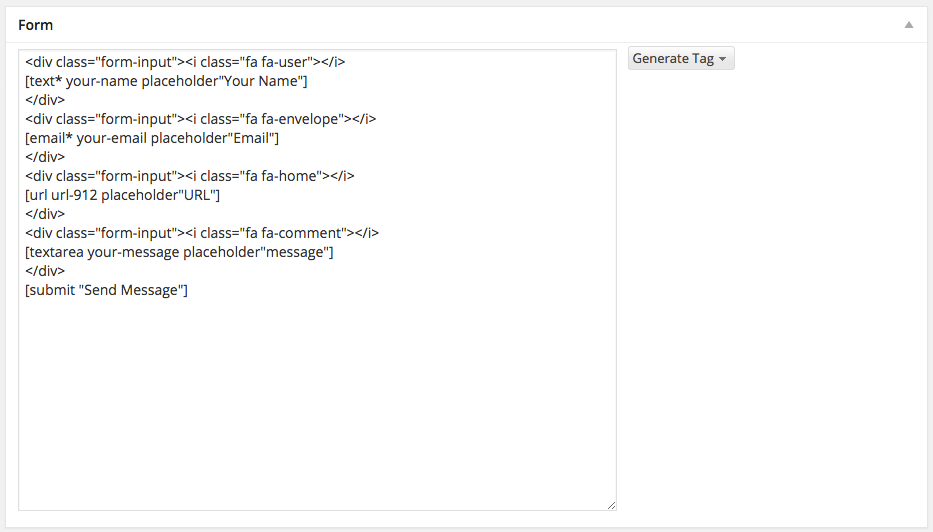 Form
<div class="form-input"><i class="fa fa-user"></i>
[text* your-name placeholder"Your Name"]
</div>
<div class="form-input"><i class="fa fa-envelope"></i>
[email* your-email placeholder"Email"]
</div>
<div class="form-input"><i class="fa fa-home"></i>
[url url-912 placeholder"URL"]
</div>
<div class="form-input"><i class="fa fa-comment"></i>
[textarea your-message placeholder"message"]
</div>
[submit "Send Message"]
Generate Tag